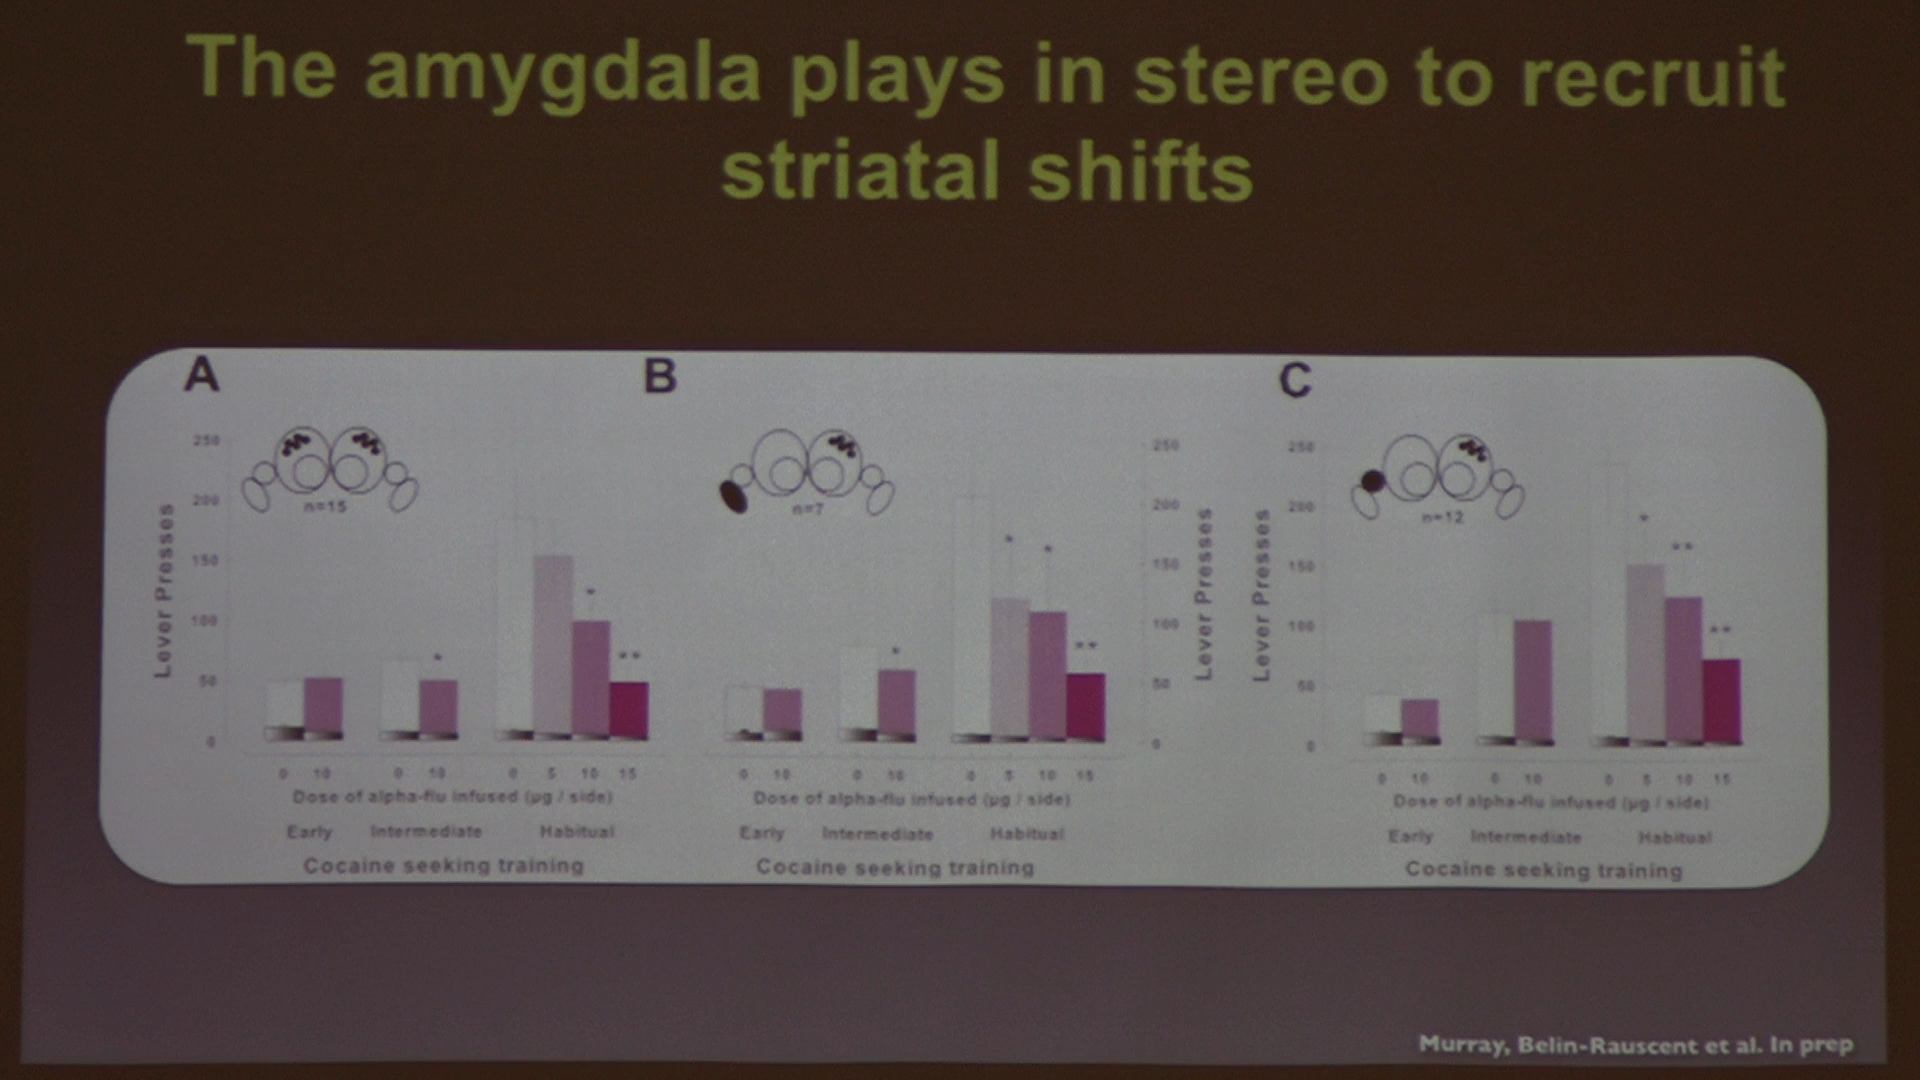 The amygdala plays in stereo to recruit
striatal shifts
A
Lever Presses
250
200
150
100
50
0
n=15
*
*
**
0 10 0 10 0 5 10 15
Dose of alpha-flu infused (µg / side)
Early Intermediate Habitual
Cocaine seeking training
B
n=7
*
*
*
**
250
200
150
100
50
0
Lever Presses
0 10 0 10 0 5 10 15
Dose of alpha-flu infused (µg / side)
Early Intermediate Habitual
Cocaine seeking training
C
Lever Presses
250
200
150
100
50
0
n=12
*
**
**
0 10 0 10 0 5 10 15
Dose of alpha-flu infused (µg / side)
Early Intermediate Habitual
Cocaine seeking training
Murray, Belin-Rauscent et al. In prep